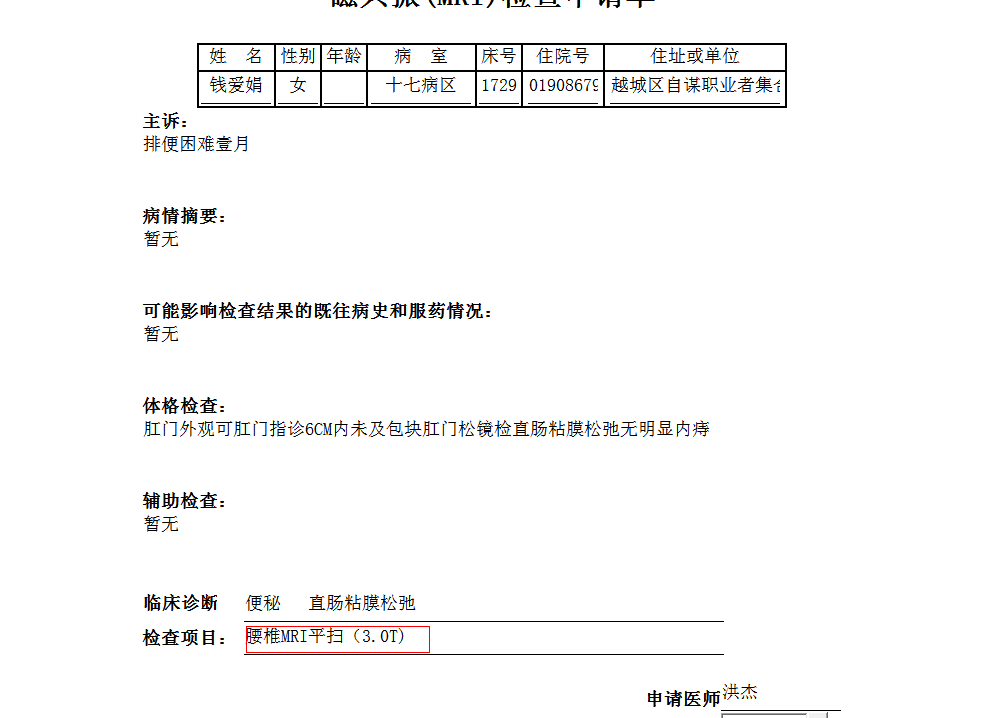 磁共振(MRI)检查申请单
姓 名 性别 年龄 病 室 床号 住院号 住址或单位
钱爱娟 女 十七病区 1729 01908679 越城区自谋职业者集合
主诉:
排便困难壹月
病情摘要:
暂无
可能影响检查结果的既往病史和服药情况:
暂无
体格检查:
肛门外观可肛门指诊6CM内未及包块肛门松镜检直肠粘膜松弛无明显内痔
辅助检查:
暂无
临床诊断 便秘 直肠粘膜松弛
检查项目: 腰椎MRI平扫（3.0T)
申请医师 洪杰